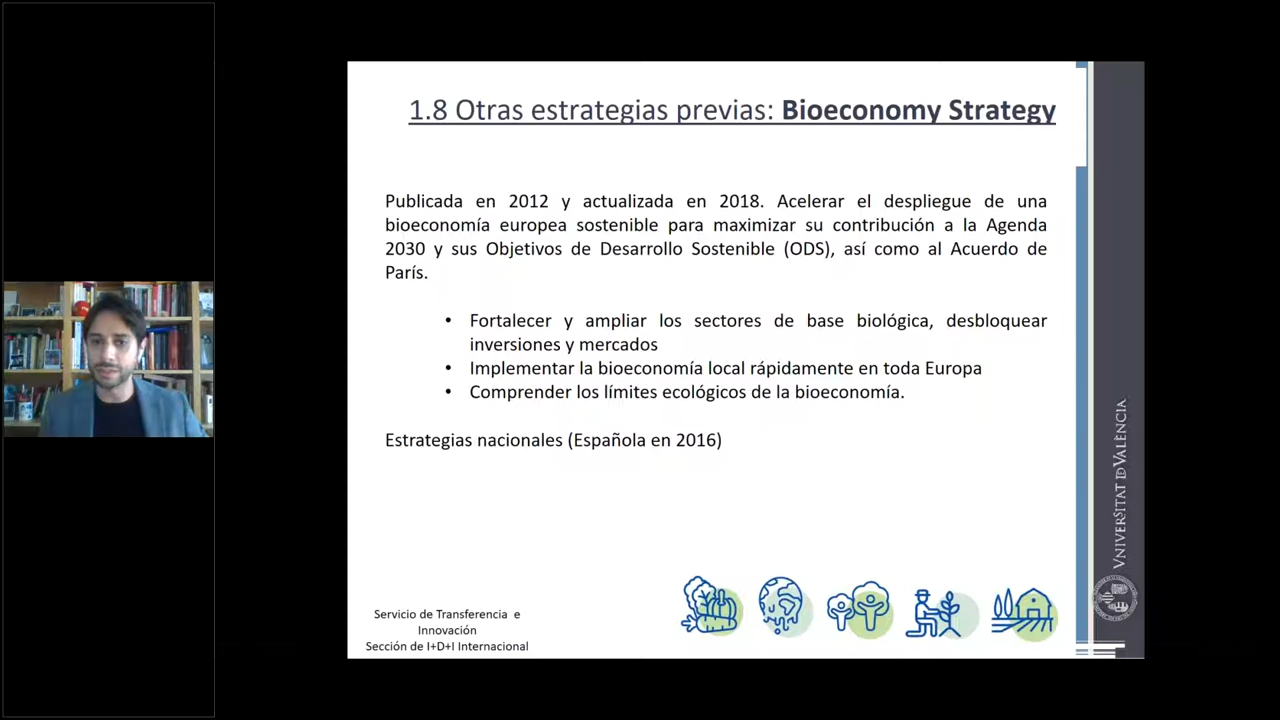 1.8 Otras estrategias previas: Bioeconomy Strategy
Publicada en 2012 y actualizada en 2018. Acelerar el despliegue de una
bioeconomía europea sostenible para maximizar su contribución a la Agenda
2030 y sus Objetivos de Desarrollo Sostenible (ODS), así como al Acuerdo de
París.
• Fortalecer y ampliar los sectores de base biológica, desbloquear
inversiones y mercados
• Implementar la bioeconomía local rápidamente en toda Europa
• Comprender los límites ecológicos de la bioeconomía.
Estrategias nacionales (Española en 2016)
Servicio de Transferencia e
Innovación
Sección de I+D+I Internacional
VNIVERSITAT DE VALÈNCIA